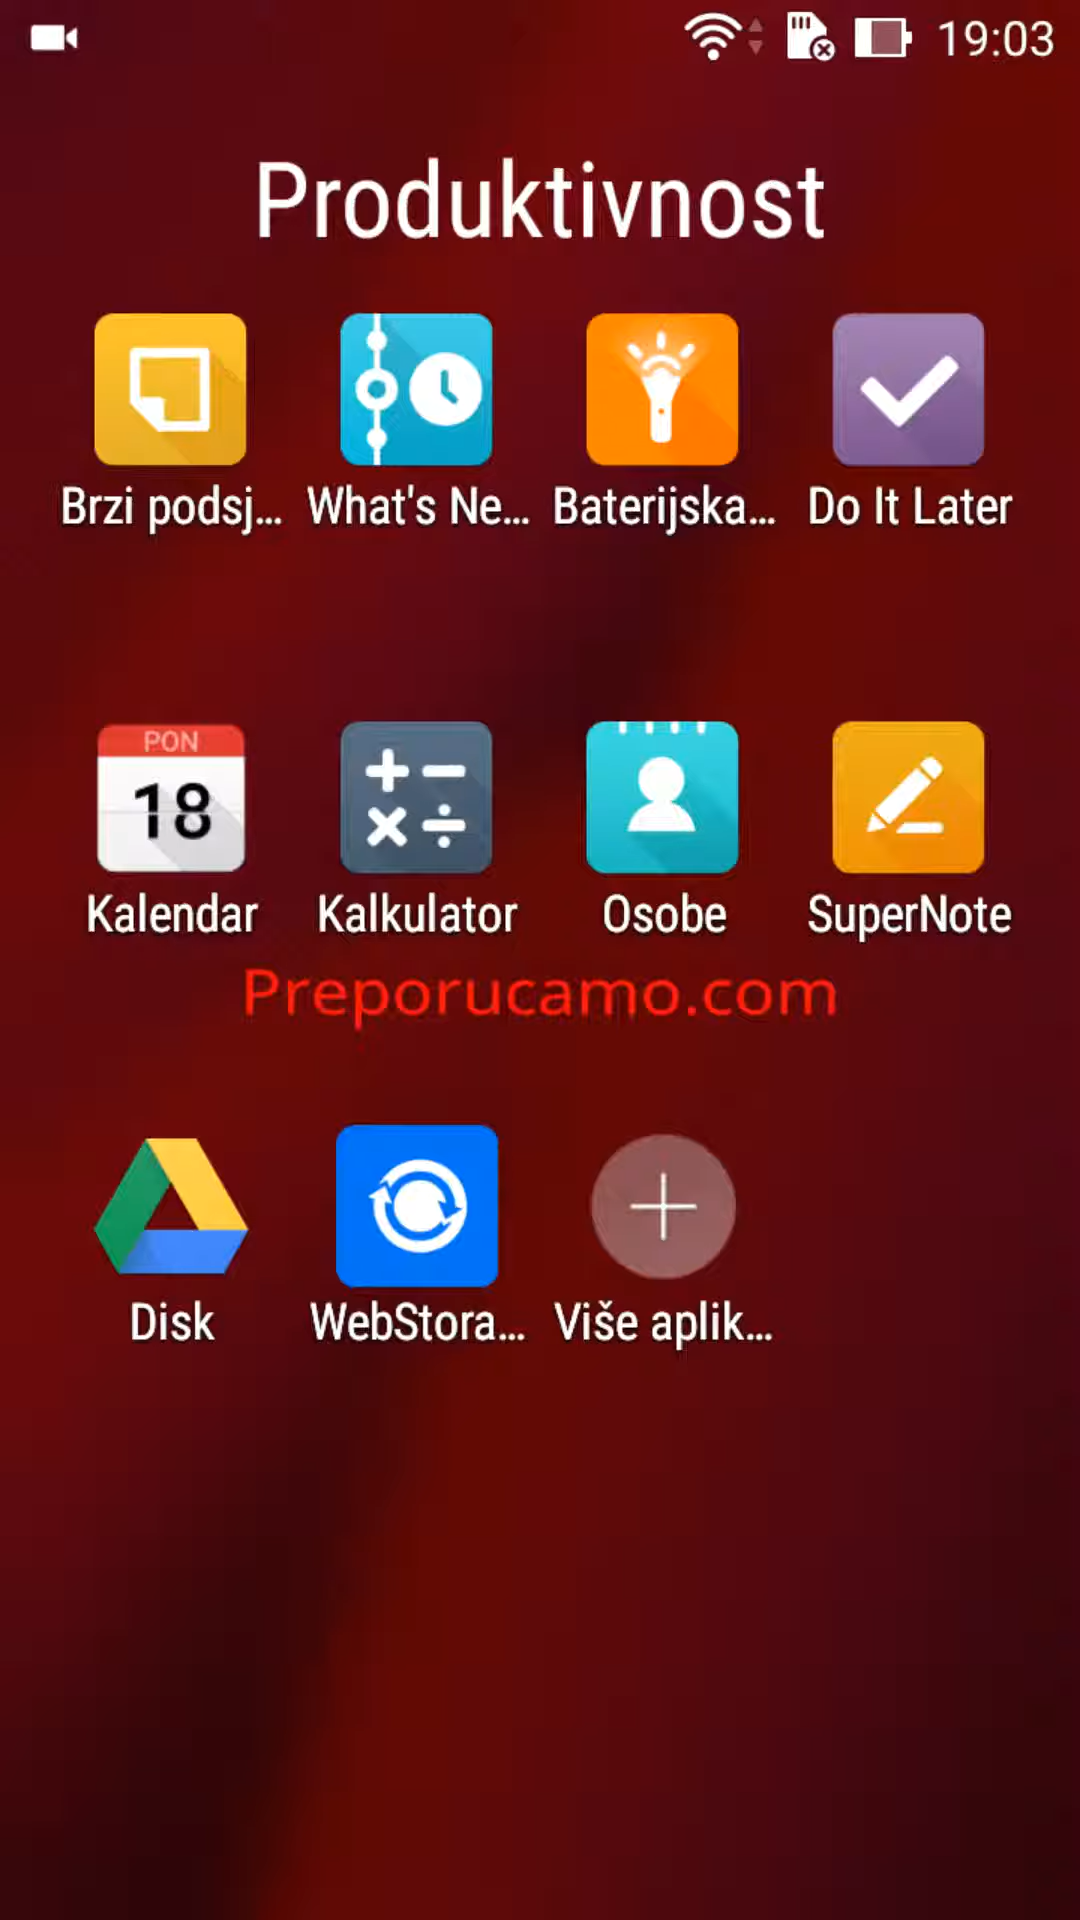 19:03
Produktivnost
Brzi podsj... What's Ne... Baterijska... Do It Later
PON
18
Kalendar Kalkulator Osobe SuperNote
Preporucamo.com
Disk WebStora... Više aplik...